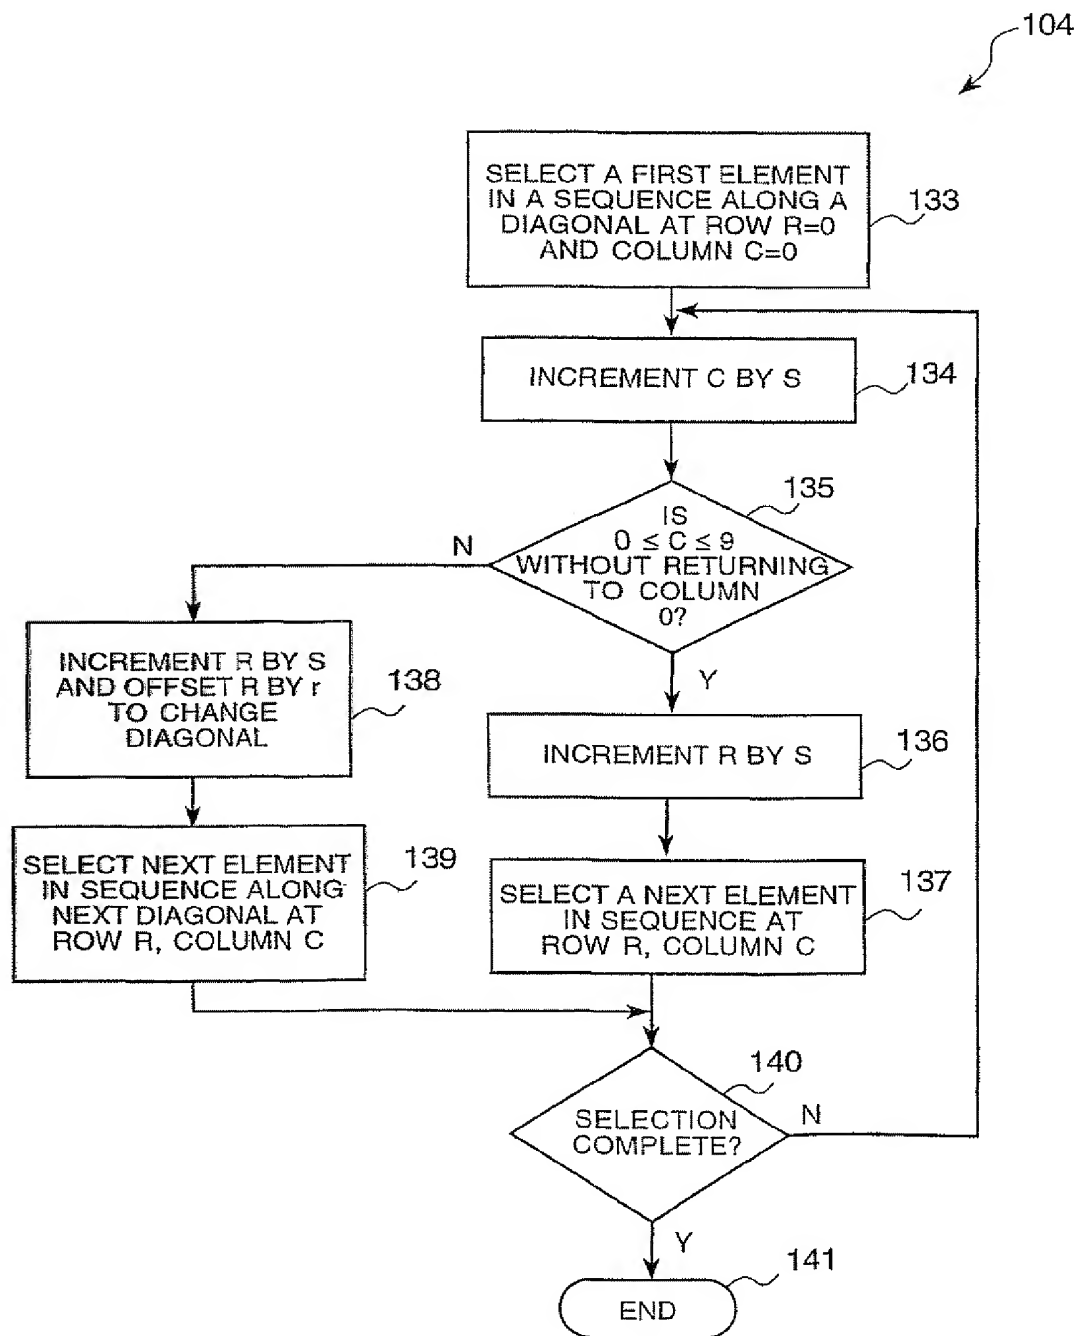 104
SELECT A FIRST ELEMENT
IN A SEQUENCE ALONG A
DIAGONAL AT ROW R=0
AND COLUMN C=0
133
INCREMENT C BY S
134
135
IS
0 ≤ C ≤ 9
WITHOUT RETURNING
TO COLUMN
0?
N
Y
INCREMENT R BY S
AND OFFSET R BY r
TO CHANGE
DIAGONAL
138
INCREMENT R BY S
136
SELECT NEXT ELEMENT
IN SEQUENCE ALONG
NEXT DIAGONAL AT
ROW R, COLUMN C
139
SELECT A NEXT ELEMENT
IN SEQUENCE AT
ROW R, COLUMN C
137
140
SELECTION
COMPLETE?
N
Y
141
END